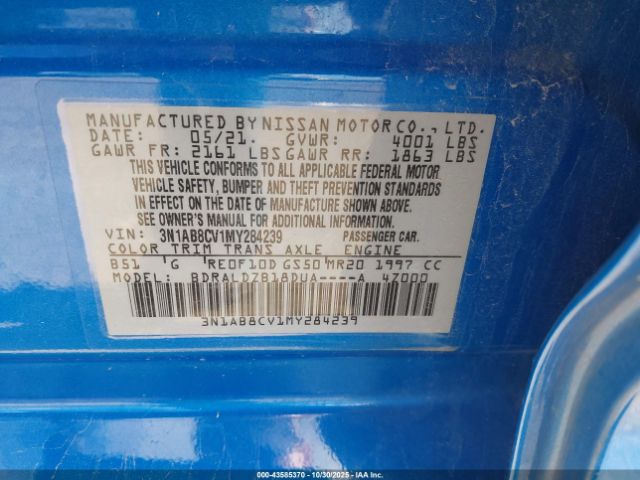 MANUFACTURED BY NISSAN MOTOR CO., LTD.
DATE: 05/21. GVWR: 4001 LBS
GAWR FR: 2161 LBS GAWR RR: 1863 LBS
THIS VEHICLE CONFORMS TO ALL APPLICABLE FEDERAL MOTOR
VEHICLE SAFETY, BUMPER AND THEFT PREVENTION STANDARDS
IN EFFECT ON THE DATE OF MANUFACTURE SHOWN ABOVE.
SEE OWNER'S MANUAL FOR ADDITIONAL INFORMATION.
VIN: 3N1AB8CV1MY284239 PASSENGER CAR.
COLOR TRIM TRANS AXLE ENGINE
B51 'G 'RE0F10D GS50'MR20 1997 CC
MODEL: BDRALDZB18DUA----A 47000
3N1AB8CV1MY284239
000-43585370 - 10/30/2025 - IAAI.COM